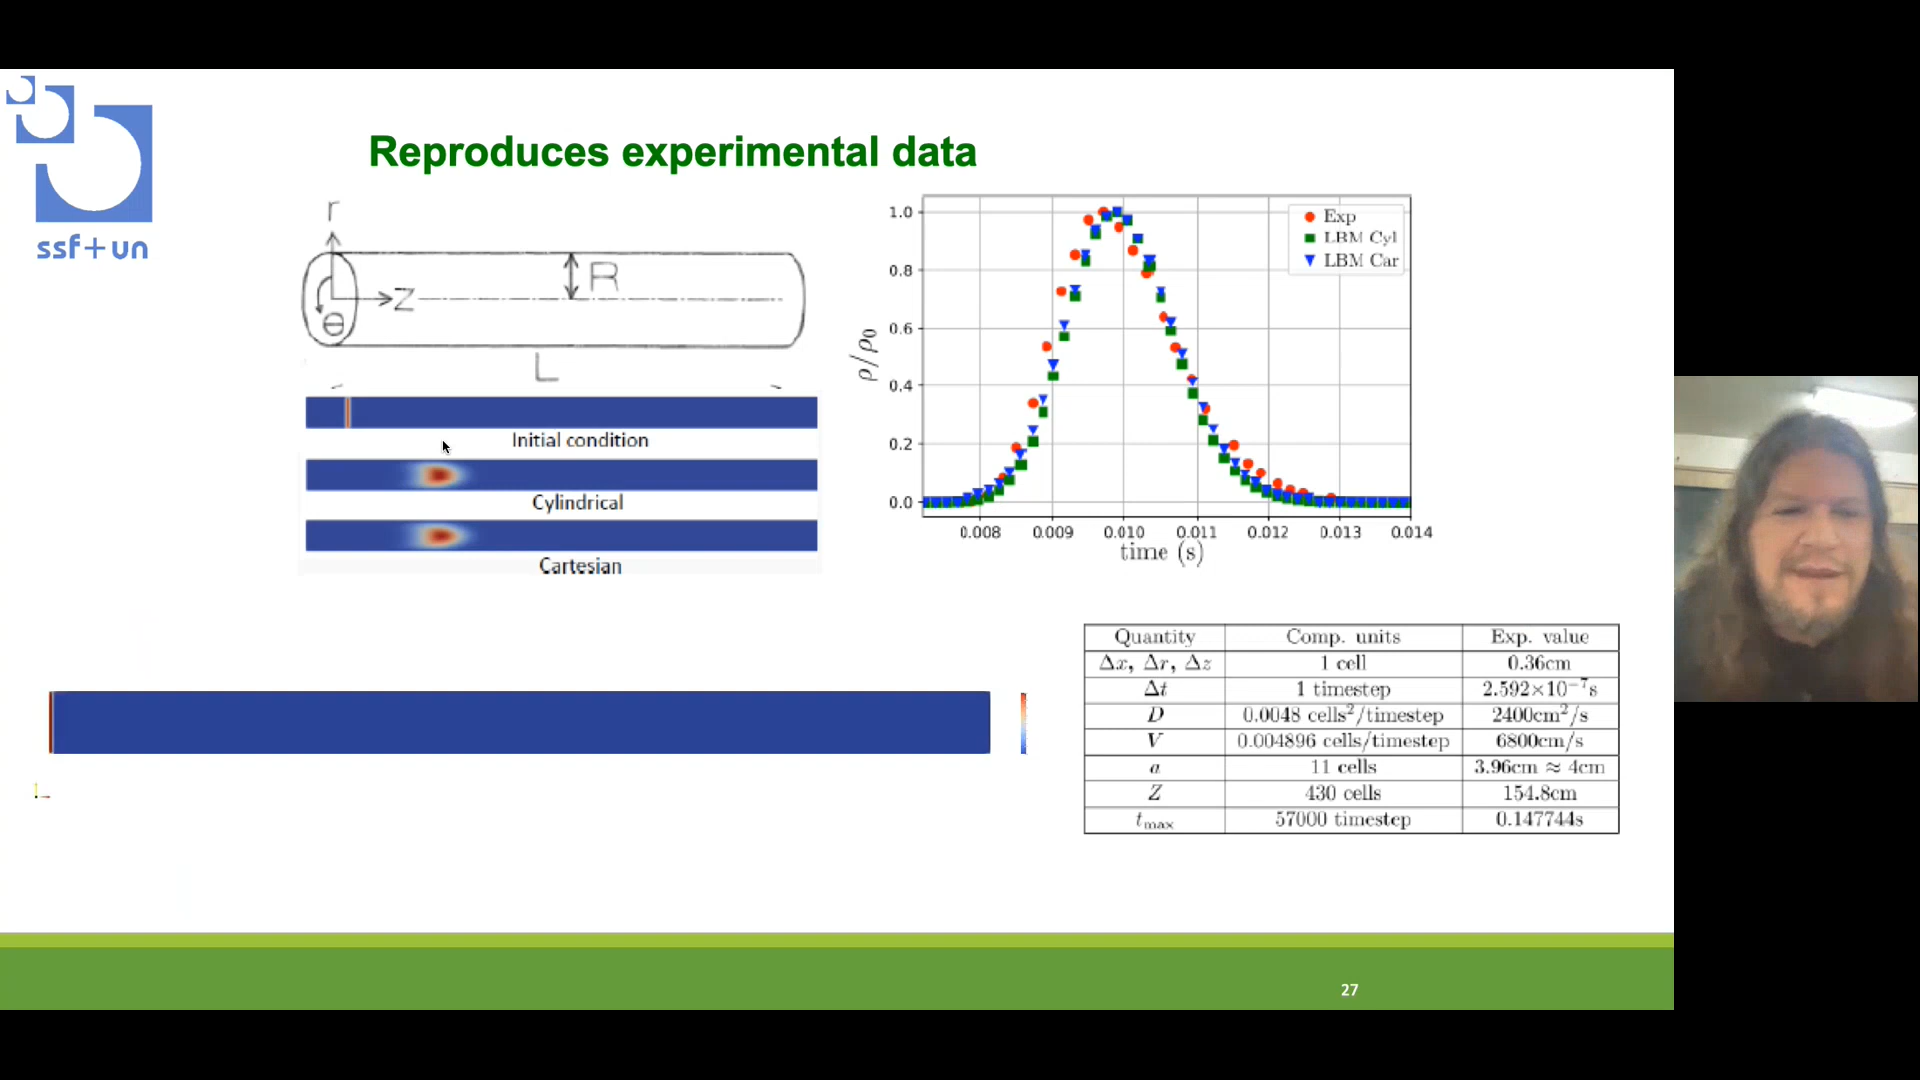 ssf+un
Reproduces experimental data
r
R
Z
θ
L
Initial condition
Cylindrical
Cartesian
Exp
LBM Cyl
LBM Car
1.0
0.8
0.6
0.4
0.2
0.0
ρ/ρ₀
0.008 0.009 0.010 0.011 0.012 0.013 0.014
time (s)
Quantity Comp. units Exp. value
Δx, Δr, Δz 1 cell 0.36cm
Δt 1 timestep 2.592×10⁻⁷s
D 0.0048 cells²/timestep 2400cm²/s
V 0.004896 cells/timestep 6800cm/s
a 11 cells 3.96cm ≈ 4cm
Z 430 cells 154.8cm
tmax 57000 timestep 0.147744s
27